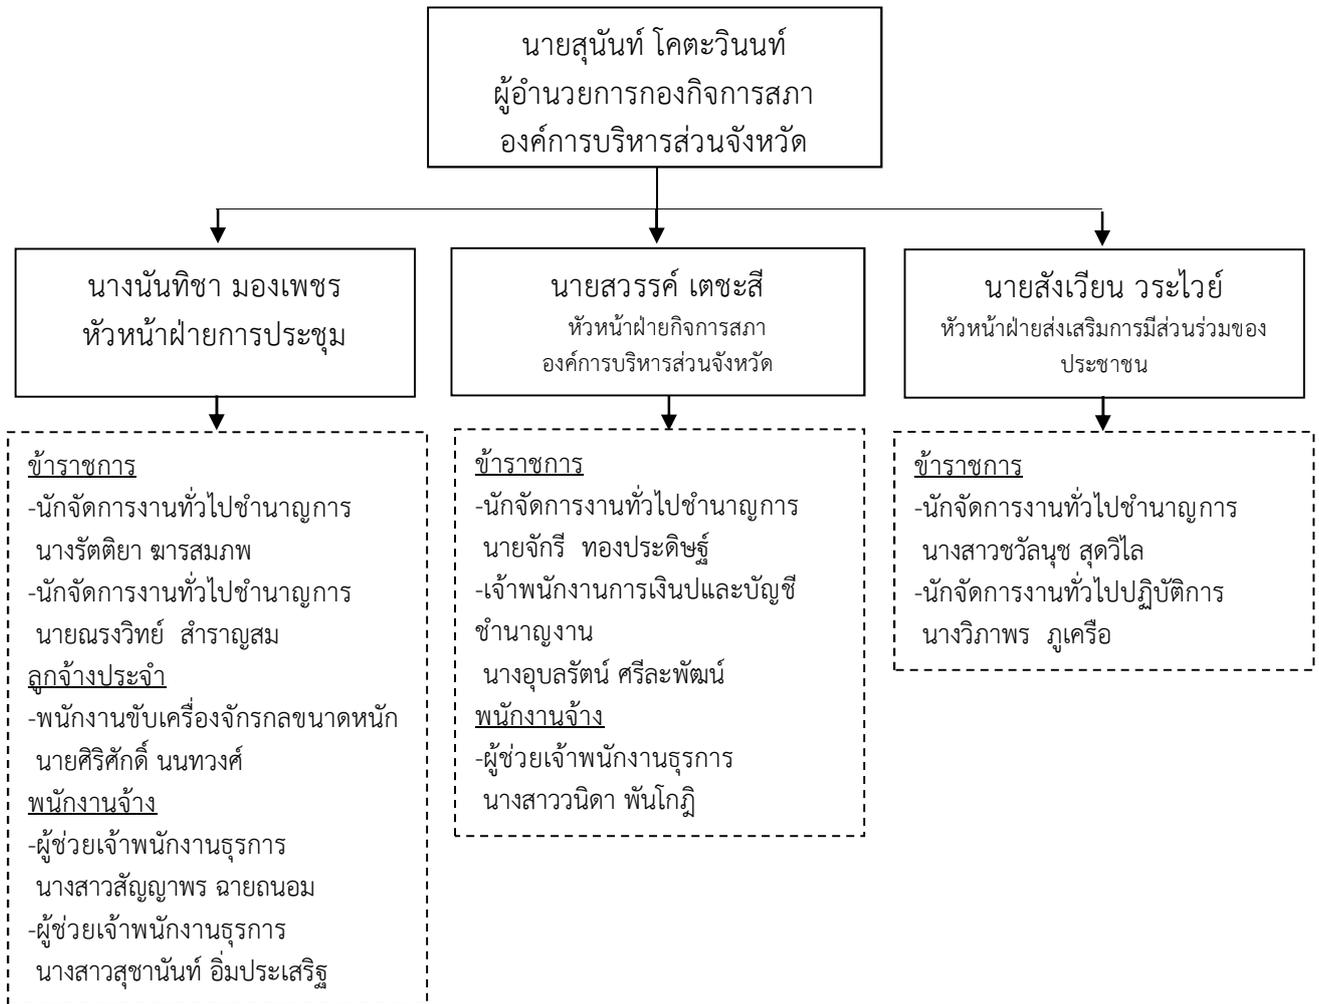 นายสุนันท์ โคตะวินนท์
ผู้อำนวยการกองกิจการสภา
องค์การบริหารส่วนจังหวัด
นางนันทิชา มองเพชร
หัวหน้าฝ่ายการประชุม
นายสวรรค์ เตชะสี
หัวหน้าฝ่ายกิจการสภา
องค์การบริหารส่วนจังหวัด
นายสังเวียน วระไวย์
หัวหน้าฝ่ายส่งเสริมการมีส่วนร่วมของ
ประชาชน
ข้าราชการ
-นักจัดการงานทั่วไปชำนาญการ
นางรัตติยา ฆารสมภพ
-นักจัดการงานทั่วไปชำนาญการ
นายณรงวิทย์ สำราญสม
ลูกจ้างประจำ
-พนักงานขับเครื่องจักรกลขนาดหนัก
นายศิริศักดิ์ นนทวงศ์
พนักงานจ้าง
-ผู้ช่วยเจ้าพนักงานธุรการ
นางสาวสัญญาพร ฉายถนอม
-ผู้ช่วยเจ้าพนักงานธุรการ
นางสาวสุชานันท์ อิ่มประเสริฐ
ข้าราชการ
-นักจัดการงานทั่วไปชำนาญการ
นายจักรี ทองประดิษฐ์
-เจ้าพนักงานการเงินปและบัญชี
ชำนาญงาน
นางอุบลรัตน์ ศรีละพัฒน์
พนักงานจ้าง
-ผู้ช่วยเจ้าพนักงานธุรการ
นางสาววนิดา พันโกฎิ
ข้าราชการ
-นักจัดการงานทั่วไปชำนาญการ
นางสาวชวัลนุช สุดวิไล
-นักจัดการงานทั่วไปปฏิบัติการ
นางวิภาพร ภูเครือ